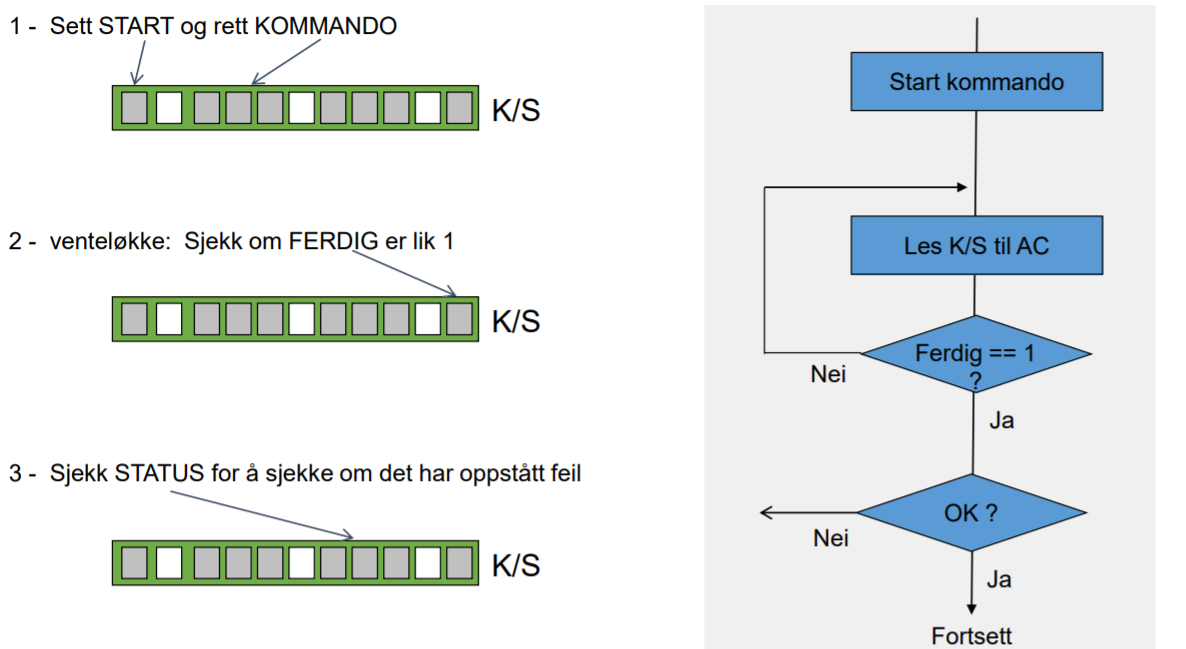 1 - Sett START og rett KOMMANDO
K/S
2 - venteløkke: Sjekk om FERDIG er lik 1
K/S
3 - Sjekk STATUS for å sjekke om det har oppstått feil
K/S
Start kommando
Les K/S til AC
Ferdig == 1
?
Nei
Ja
OK ?
Nei
Ja
Fortsett